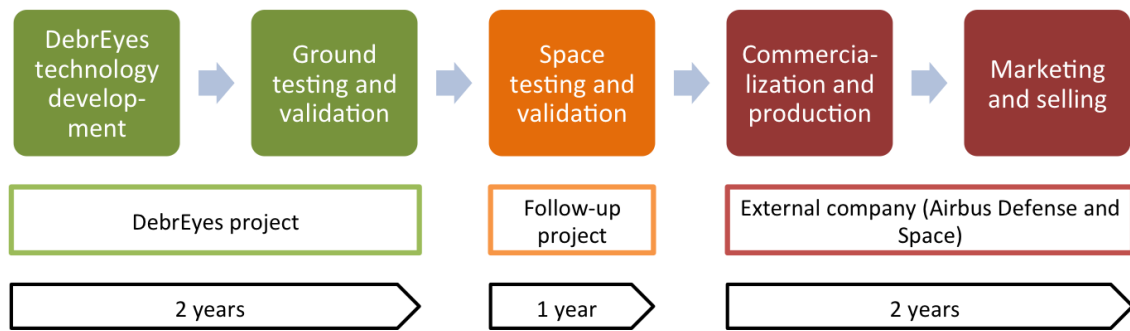 DebrEyes
technology
develop-
ment
Ground
testing and
validation
Space
testing and
validation
Commercia-
lization and
production
Marketing
and selling
DebrEyes project
Follow-up
project
External company (Airbus Defense and
Space)
2 years
1 year
2 years